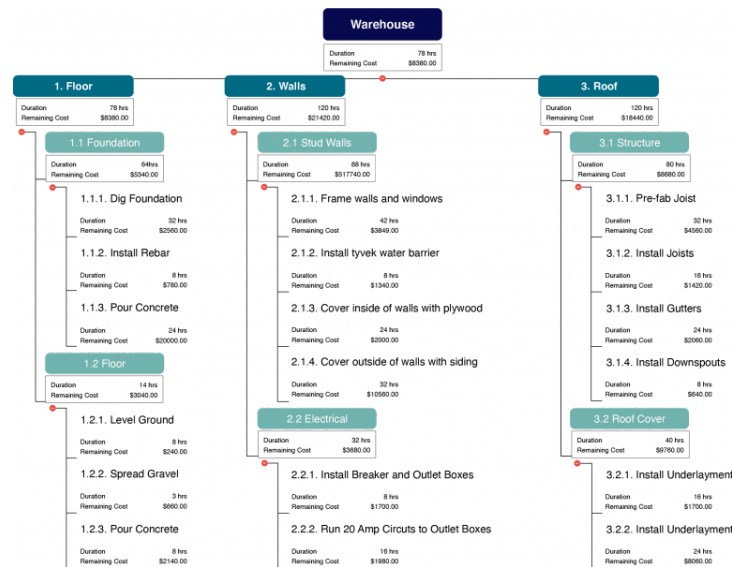 Warehouse
Duration 78 hrs
Remaining Cost $8380.00
1. Floor
Duration 78 hrs
Remaining Cost $8380.00
1.1 Foundation
Duration 64hrs
Remaining Cost $5340.00
1.1.1. Dig Foundation
Duration 32 hrs
Remaining Cost $2560.00
1.1.2. Install Rebar
Duration 8 hrs
Remaining Cost $780.00
1.1.3. Pour Concrete
Duration 24 hrs
Remaining Cost $20000.00
1.2 Floor
Duration 14 hrs
Remaining Cost $3040.00
1.2.1. Level Ground
Duration 8 hrs
Remaining Cost $240.00
1.2.2. Spread Gravel
Duration 3 hrs
Remaining Cost $660.00
1.2.3. Pour Concrete
Duration 8 hrs
Remaining Cost $2140.00
2. Walls
Duration 120 hrs
Remaining Cost $21420.00
2.1 Stud Walls
Duration 88 hrs
Remaining Cost $517740.00
2.1.1. Frame walls and windows
Duration 42 hrs
Remaining Cost $3849.00
2.1.2. Install tyvek water barrier
Duration 8 hrs
Remaining Cost $1340.00
2.1.3. Cover inside of walls with plywood
Duration 24 hrs
Remaining Cost $2000.00
2.1.4. Cover outside of walls with siding
Duration 32 hrs
Remaining Cost $10560.00
2.2 Electrical
Duration 32 hrs
Remaining Cost $3680.00
2.2.1. Install Breaker and Outlet Boxes
Duration 8 hrs
Remaining Cost $1700.00
2.2.2. Run 20 Amp Circuts to Outlet Boxes
Duration 16 hrs
Remaining Cost $1980.00
3. Roof
Duration 120 hrs
Remaining Cost $18440.00
3.1 Structure
Duration 80 hrs
Remaining Cost $8680.00
3.1.1. Pre-fab Joist
Duration 32 hrs
Remaining Cost $4560.00
3.1.2. Install Joists
Duration 16 hrs
Remaining Cost $1420.00
3.1.3. Install Gutters
Duration 24 hrs
Remaining Cost $2060.00
3.1.4. Install Downspouts
Duration 8 hrs
Remaining Cost $640.00
3.2 Roof Cover
Duration 40 hrs
Remaining Cost $9760.00
3.2.1. Install Underlayment
Duration 16 hrs
Remaining Cost $1700.00
3.2.2. Install Underlayment
Duration 24 hrs
Remaining Cost $8060.00